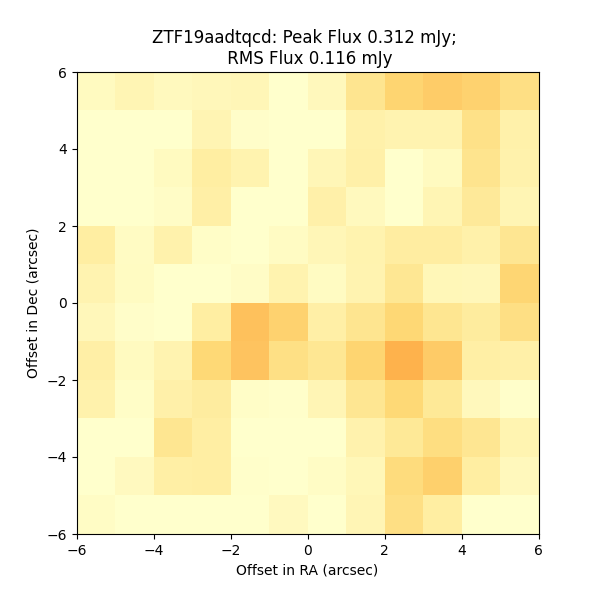 ZTF19aadtqcd: Peak Flux 0.312 mJy;
RMS Flux 0.116 mJy
6
4
2
0
−2
−4
−6
Offset in Dec (arcsec)
−6 −4 −2 0 2 4 6
Offset in RA (arcsec)